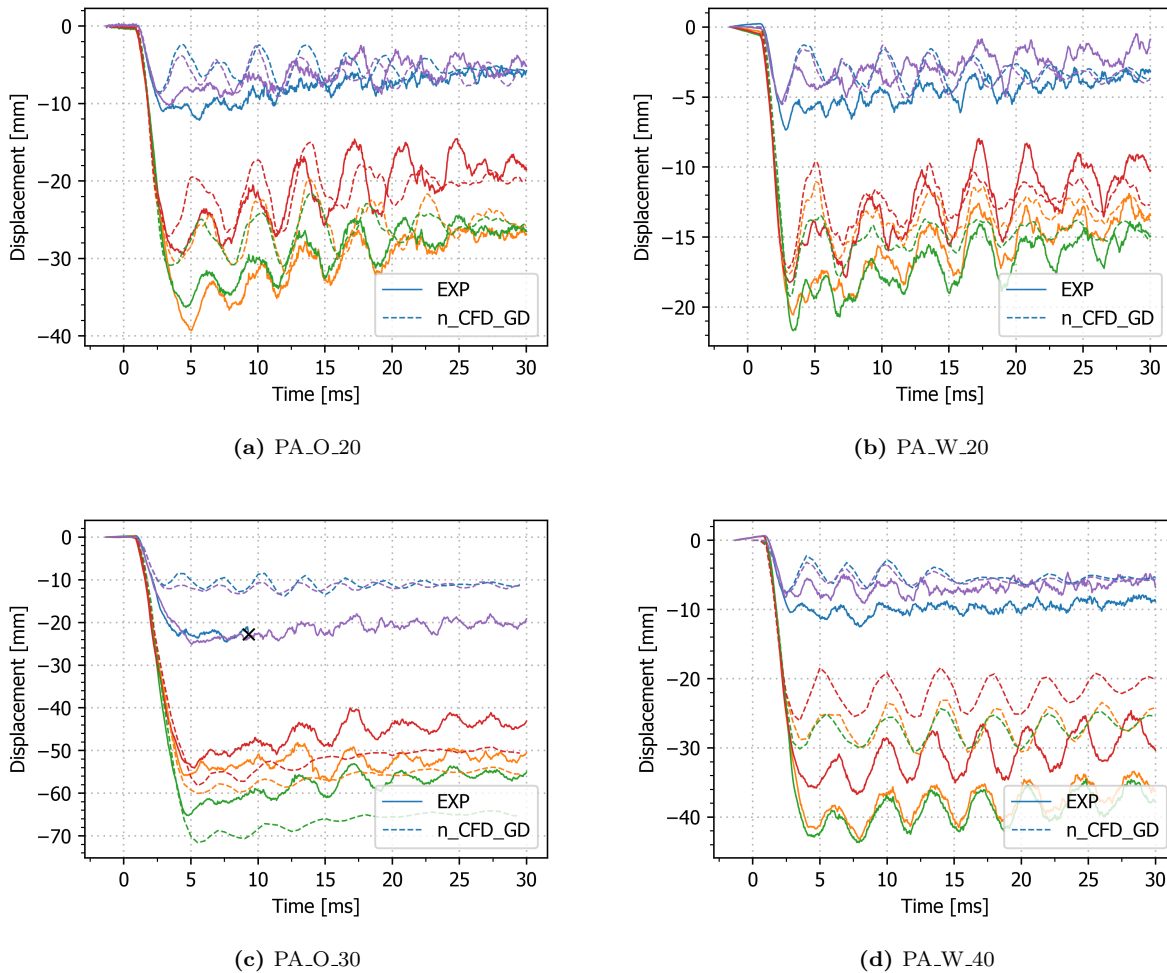 0
−10
−20
−30
−40
Displacement [mm]
0 5 10 15 20 25 30
Time [ms]
EXP
n_CFD_GD
(a) PA_O_20
0
−5
−10
−15
−20
Displacement [mm]
0 5 10 15 20 25 30
Time [ms]
EXP
n_CFD_GD
(b) PA_W_20
0
−10
−20
−30
−40
−50
−60
−70
Displacement [mm]
0 5 10 15 20 25 30
Time [ms]
EXP
n_CFD_GD
(c) PA_O_30
0
−10
−20
−30
−40
Displacement [mm]
0 5 10 15 20 25 30
Time [ms]
EXP
n_CFD_GD
(d) PA_W_40